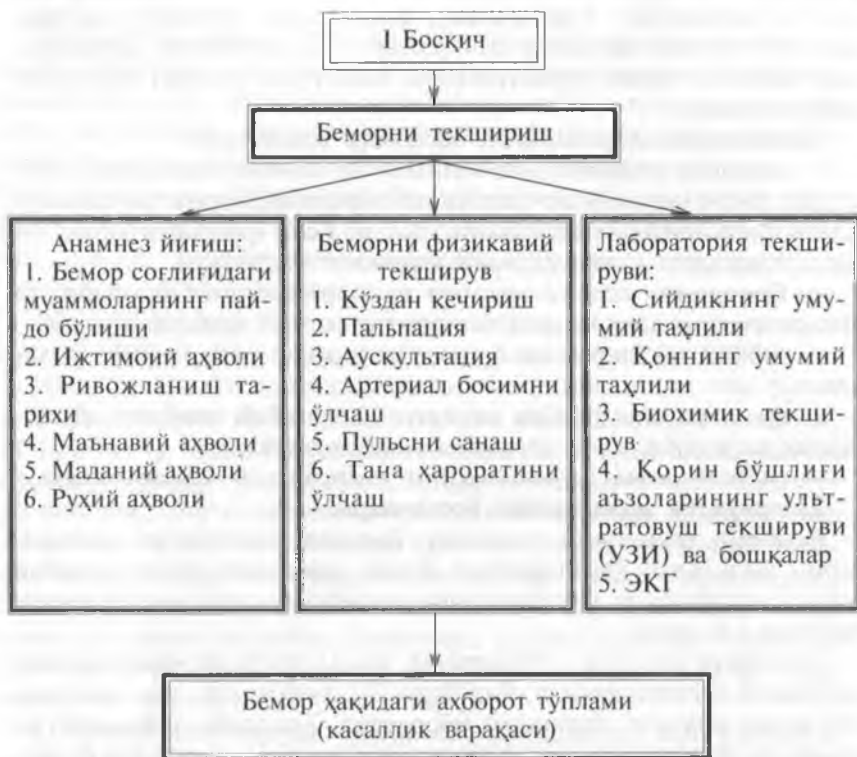 I Босқич
Беморни текшириш
Анамнез йиғиш:
1. Бемор соғлиғидаги
муаммоларнинг пай-
до бўлиши
2. Ижтимоий аҳволи
3. Ривожланиш та-
рихи
4. Маънавий аҳволи
5. Маданий аҳволи
6. Руҳий аҳволи
Беморни физикавий
текширув
1. Кўздан кечириш
2. Пальпация
3. Аускультация
4. Артериал босимни
ўлчаш
5. Пульсни санаш
6. Тана ҳароратини
ўлчаш
Лаборатория текши-
руви:
1. Сийдикнинг уму-
мий таҳлили
2. Қоннинг умумий
таҳлили
3. Биохимик текши-
рув
4. Қорин бўшлиғи
аъзоларининг уль-
тратовуш текшируви
(УЗИ) ва бошқалар
5. ЭКГ
Бемор ҳақидаги ахборот тўплами
(касаллик варақаси)